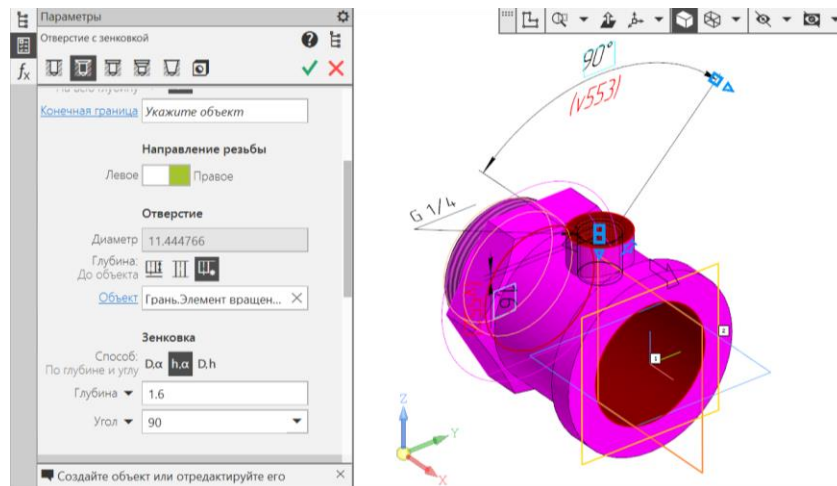 Параметры
Отверстие с зенковкой
Конечная граница Укажите объект
Направление резьбы
Левое Правое
Отверстие
Диаметр 11.444766
Глубина:
До объекта
Объект Грань.Элемент вращен...
Зенковка
Способ:
По глубине и углу D,α h,α D,h
Глубина 1.6
Угол 90
Создайте объект или отредактируйте его
90°
(v553)
G 1/4
Z
Y
X
1
2